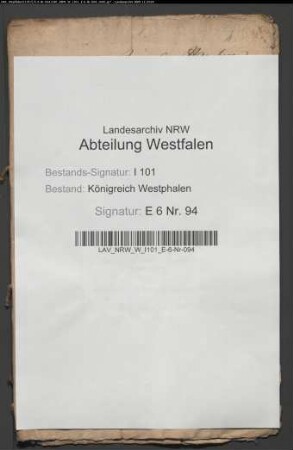 Landesarchiv NRW
Abteilung Westfalen
Bestands-Signatur: I 101
Bestand: Königreich Westphalen
Signatur: E 6 Nr. 94
LAV_NRW_W_I101_E-6-Nr-094